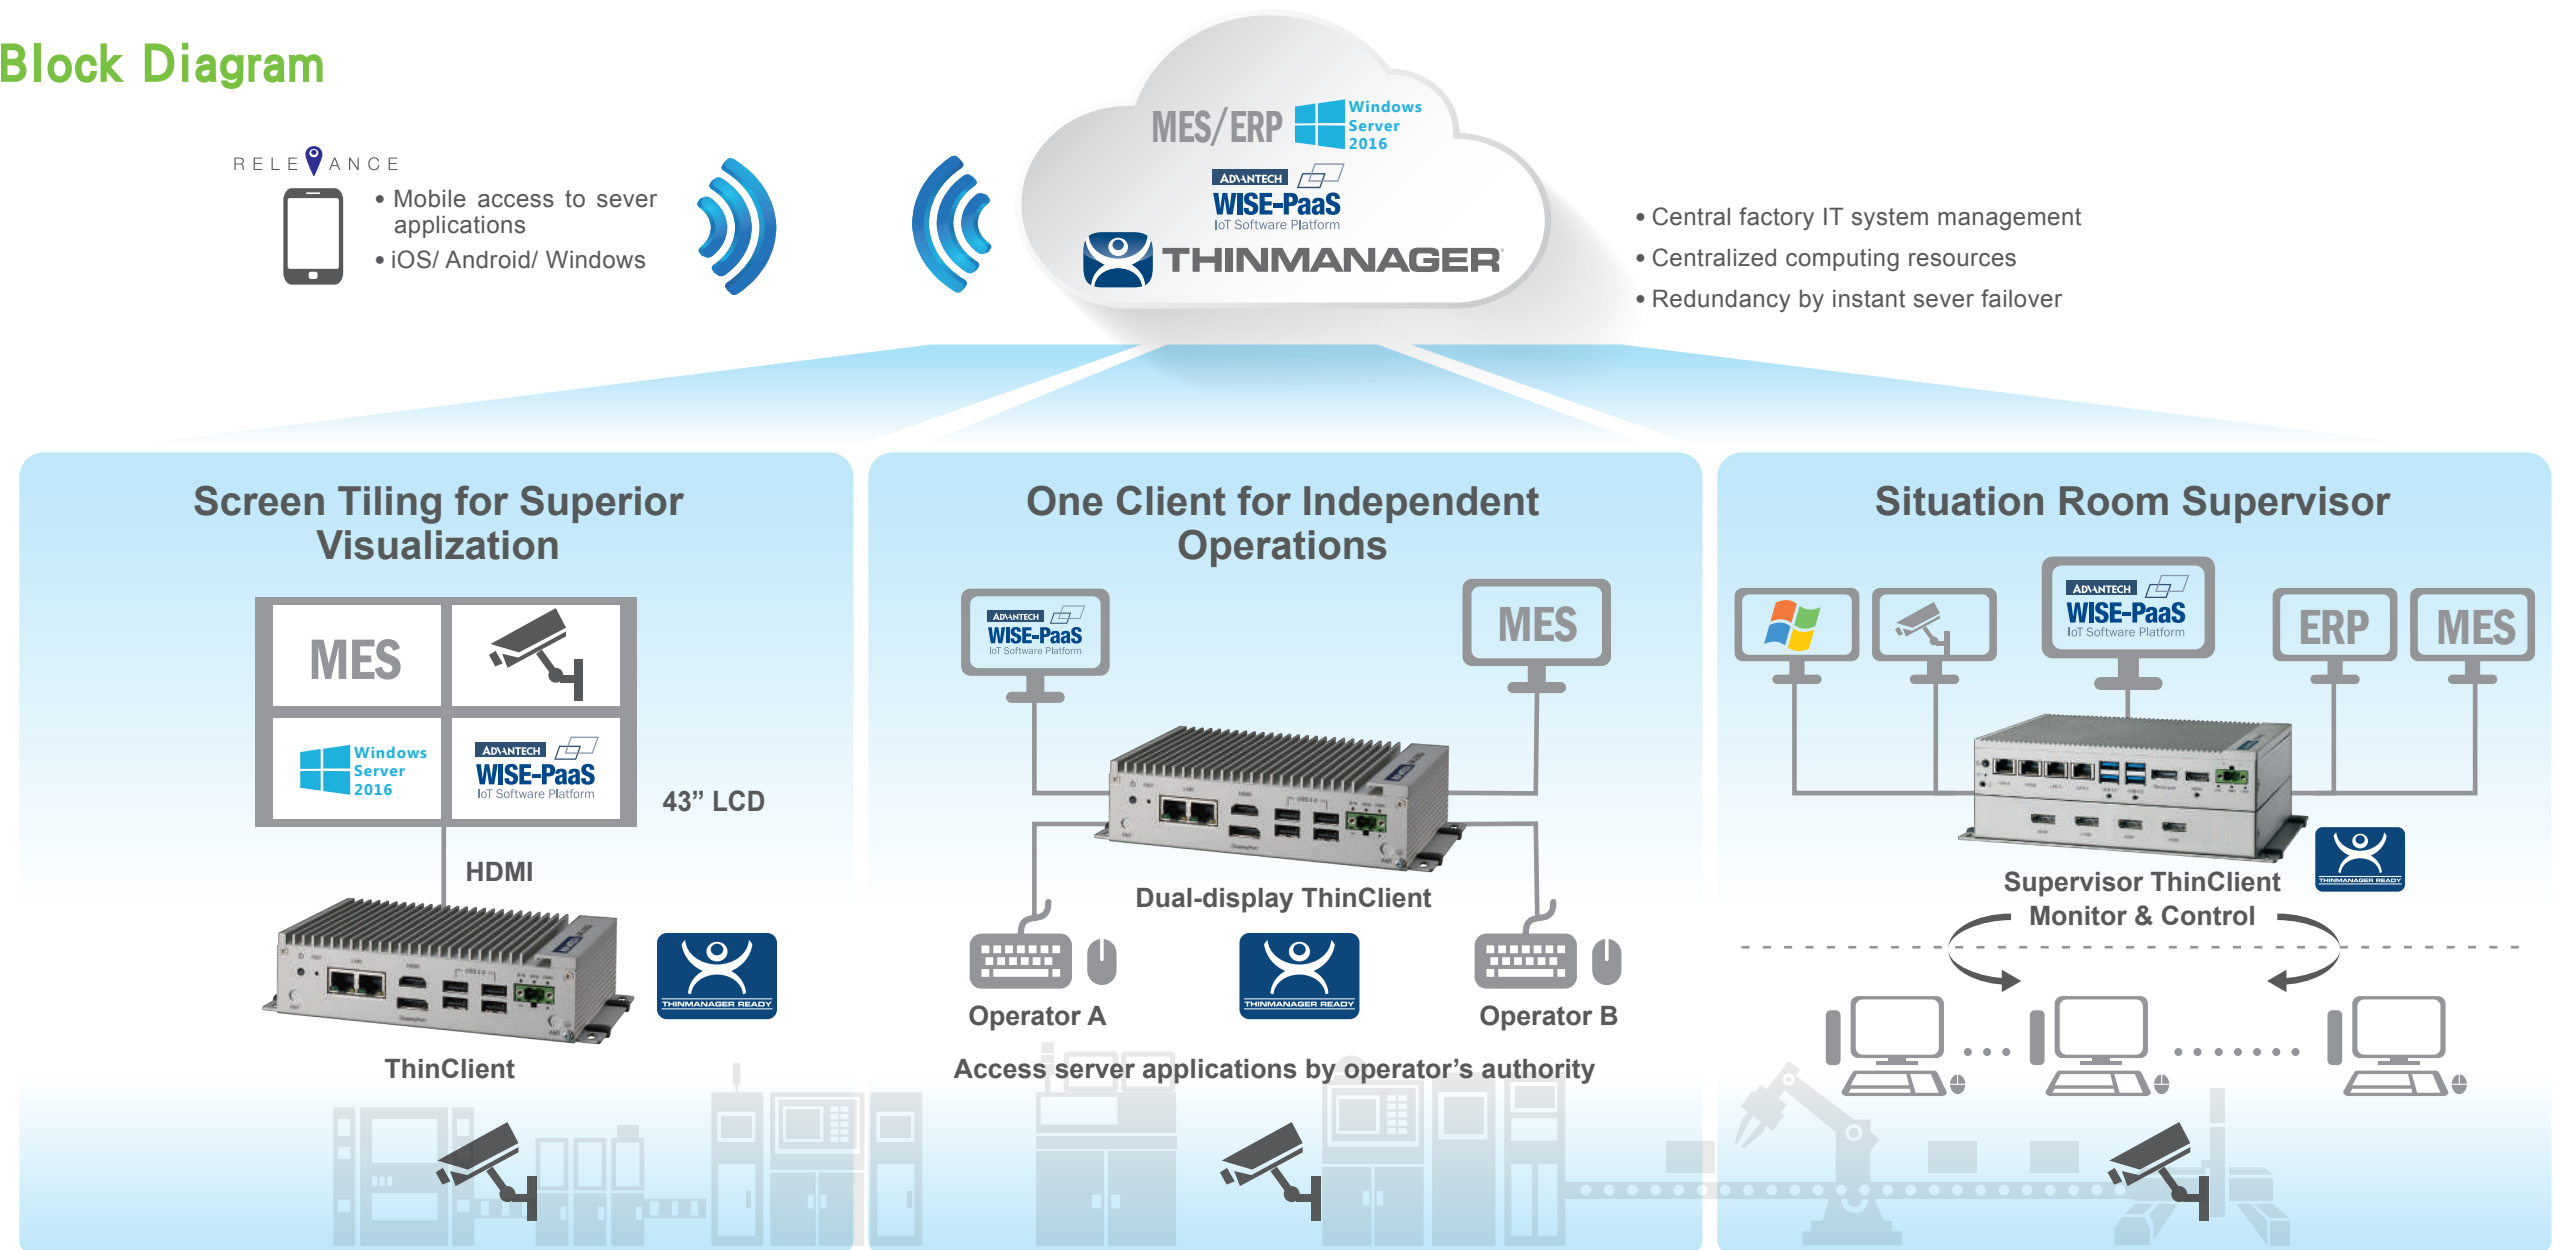 Block Diagram
RELEVANCE
• Mobile access to sever
applications
• iOS/ Android/ Windows
MES/ERP
Windows
Server
2016
ADVANTECH
WISE-PaaS
IoT Software Platform
THINMANAGER
• Central factory IT system management
• Centralized computing resources
• Redundancy by instant sever failover
Screen Tiling for Superior
Visualization
MES
Windows
Server
2016
ADVANTECH
WISE-PaaS
IoT Software Platform
43” LCD
HDMI
THINMANAGER READY
ThinClient
One Client for Independent
Operations
ADVANTECH
WISE-PaaS
IoT Software Platform
MES
Dual-display ThinClient
THINMANAGER READY
Operator A
Operator B
Access server applications by operator’s authority
Situation Room Supervisor
ADVANTECH
WISE-PaaS
IoT Software Platform
ERP
MES
THINMANAGER READY
Supervisor ThinClient
Monitor & Control